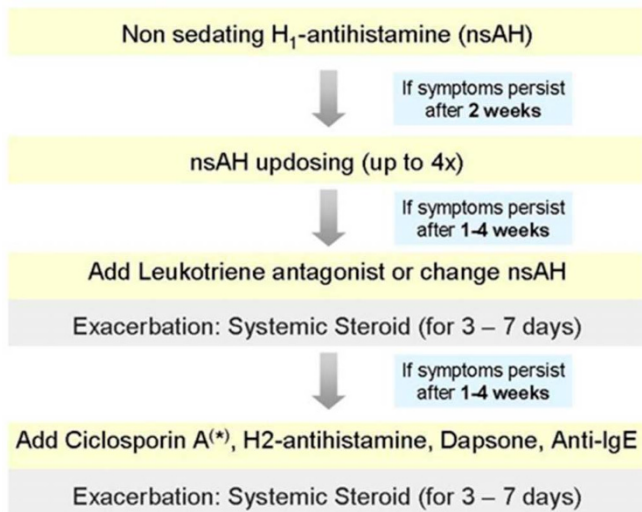 Non sedating H₁-antihistamine (nsAH)
If symptoms persist
after 2 weeks
nsAH updosing (up to 4x)
If symptoms persist
after 1-4 weeks
Add Leukotriene antagonist or change nsAH
Exacerbation: Systemic Steroid (for 3 – 7 days)
If symptoms persist
after 1-4 weeks
Add Ciclosporin A(*), H2-antihistamine, Dapsone, Anti-IgE
Exacerbation: Systemic Steroid (for 3 – 7 days)